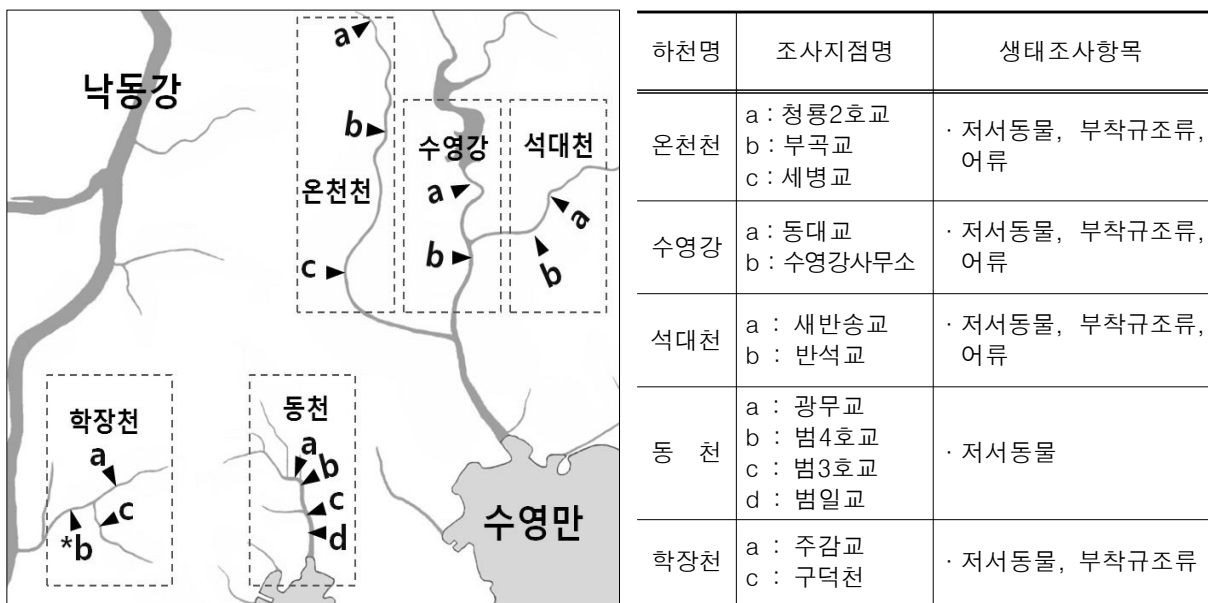 낙동강
a
b
온천천
c
수영강
a
b
석대천
a
b
학장천
a
c
*b
동천
a
b
c
d
수영만
하천명 조사지점명 생태조사항목
온천천
a : 청룡2호교
b : 부곡교
c : 세병교
· 저서동물, 부착규조류,
어류
수영강
a : 동대교
b : 수영강사무소
· 저서동물, 부착규조류,
어류
석대천
a : 새반송교
b : 반석교
· 저서동물, 부착규조류,
어류
동 천
a : 광무교
b : 범4호교
c : 범3호교
d : 범일교
· 저서동물
학장천
a : 주감교
c : 구덕천
· 저서동물, 부착규조류